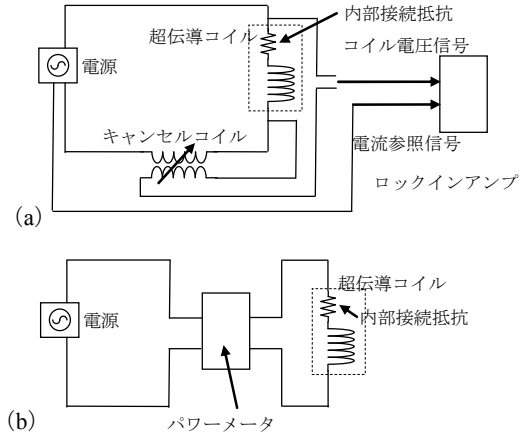 内部接続抵抗
超伝導コイル
コイル電圧信号
電源
キャンセルコイル
電流参照信号
ロックインアンプ
(a)
超伝導コイル
電源
内部接続抵抗
(b)
パワーメータ